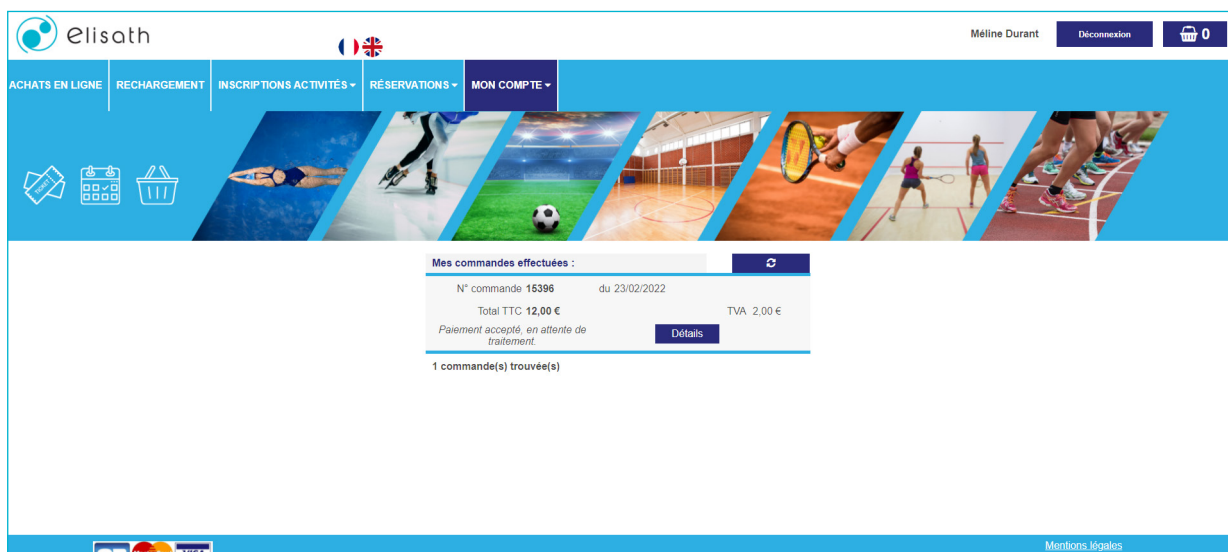 elisath
Méline Durant
Déconnexion
0
ACHATS EN LIGNE
RECHARGEMENT
INSCRIPTIONS ACTIVITÉS
RÉSERVATIONS
MON COMPTE
TICKET
Mes commandes effectuées :
N° commande 15396 du 23/02/2022
Total TTC 12,00 € TVA 2,00 €
Paiement accepté, en attente de
traitement.
Détails
1 commande(s) trouvée(s)
Mentions légales
VISA